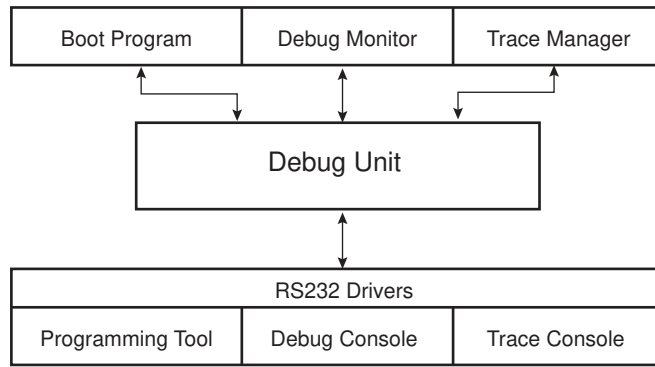 Boot Program
Debug Monitor
Trace Manager
Debug Unit
RS232 Drivers
Programming Tool
Debug Console
Trace Console